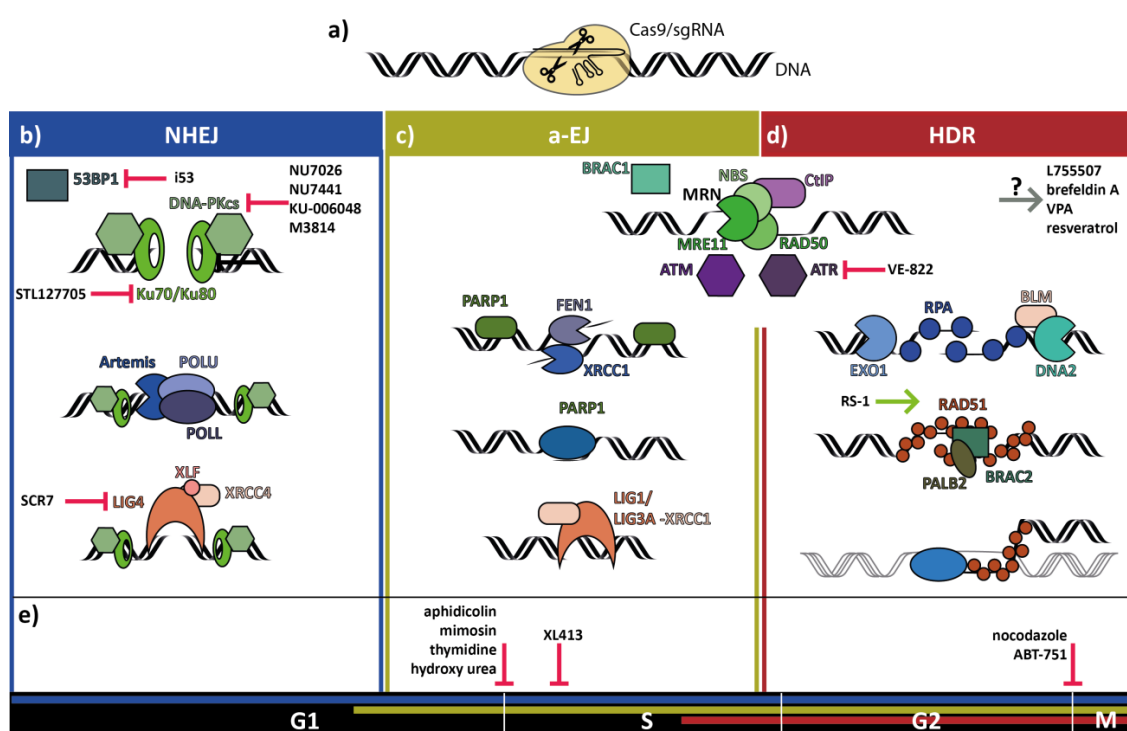 a)
Cas9/sgRNA
DNA
b)
NHEJ
c)
a-EJ
d)
HDR
53BP1
i53
NU7026
NU7441
KU-006048
M3814
DNA-PKcs
STL127705
Ku70/Ku80
Artemis
POLU
POLL
XLF
XRCC4
SCR7
LIG4
BRAC1
NBS
CtIP
MRN
MRE11
RAD50
ATM
ATR
VE-822
PARP1
FEN1
XRCC1
PARP1
LIG1/
LIG3A -XRCC1
?
L755507
brefeldin A
VPA
resveratrol
RPA
BLM
EXO1
DNA2
RS-1
RAD51
PALB2
BRAC2
e)
aphidicolin
mimosin
thymidine
hydroxy urea
XL413
nocodazole
ABT-751
G1
S
G2
M